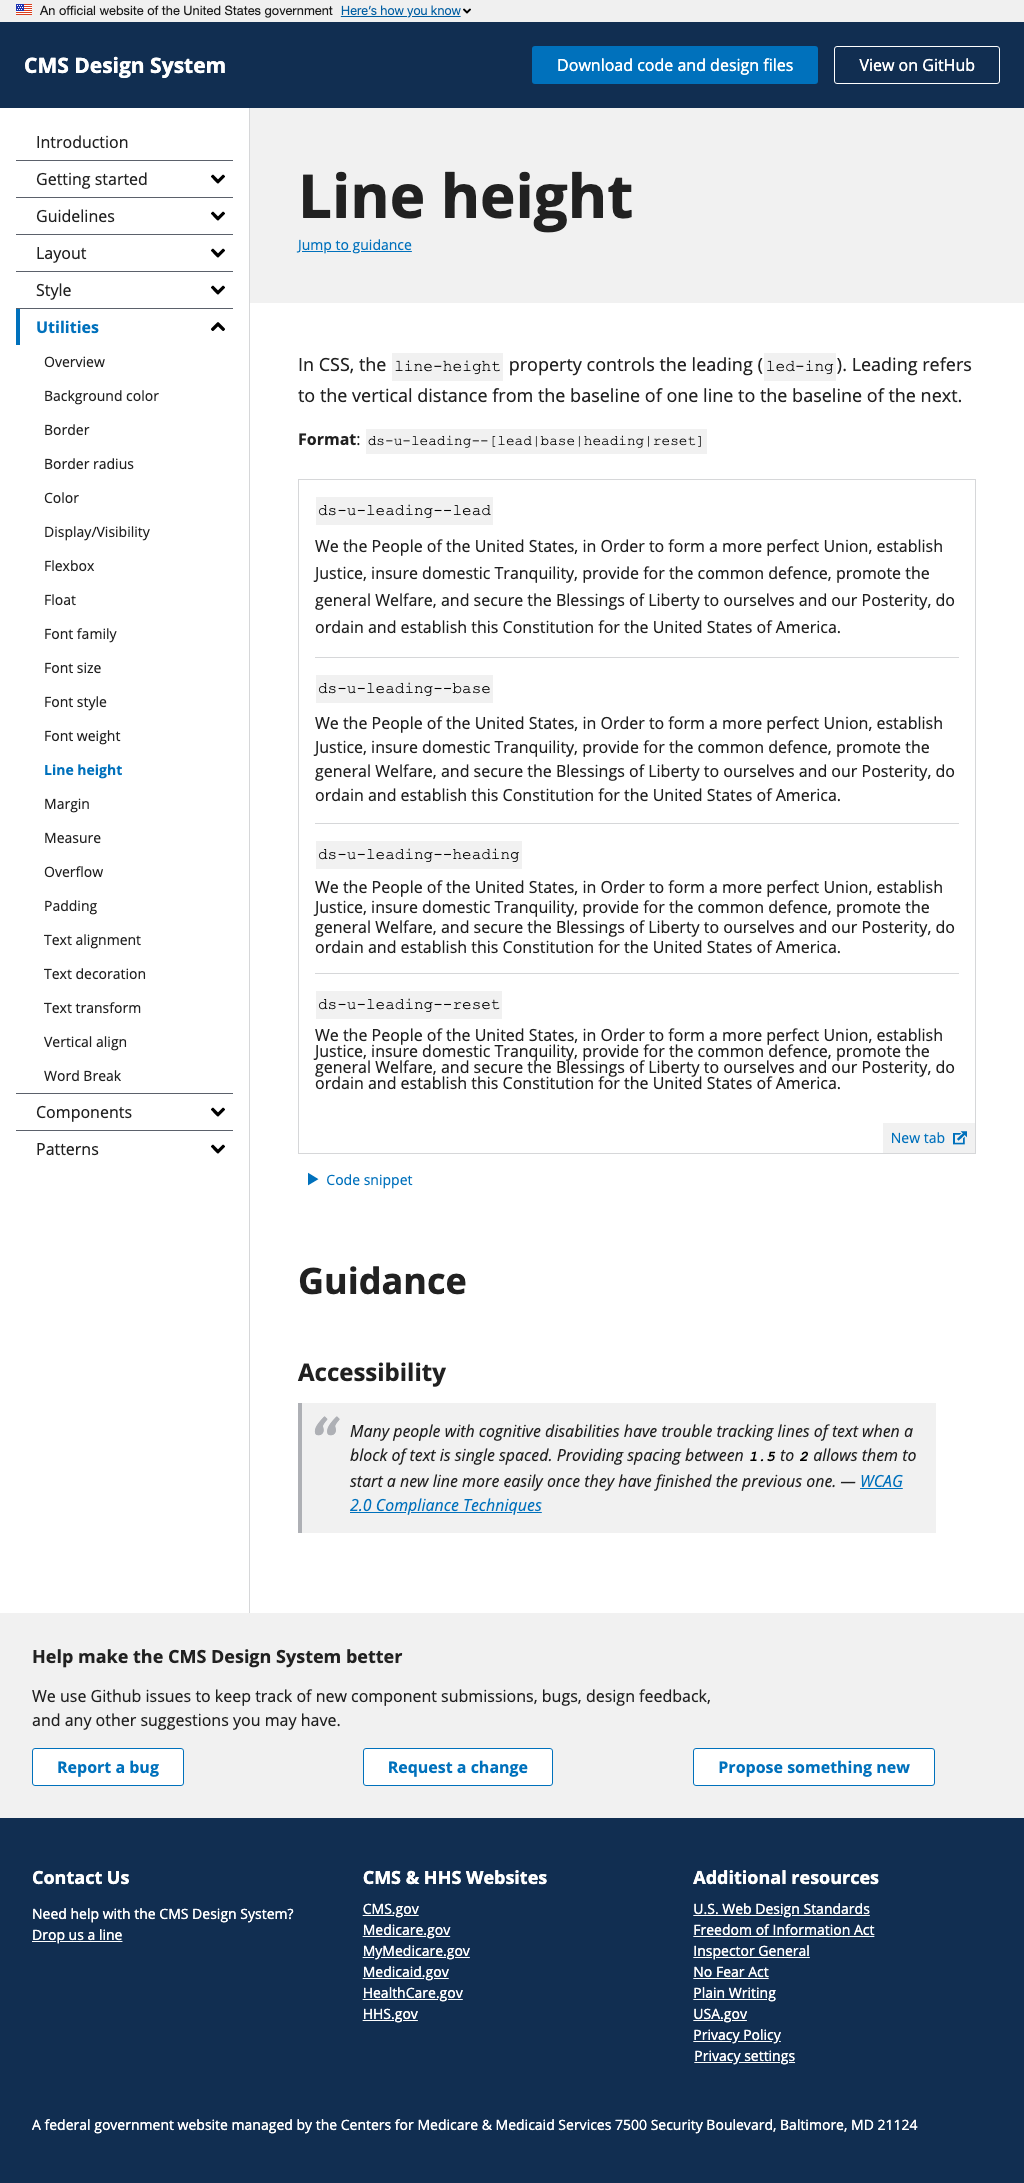 An official website of the United States government Here's how you know
CMS Design System
Download code and design files
View on GitHub
Introduction
Getting started
Guidelines
Layout
Style
Utilities
Overview
Background color
Border
Border radius
Color
Display/Visibility
Flexbox
Float
Font family
Font size
Font style
Font weight
Line height
Margin
Measure
Overflow
Padding
Text alignment
Text decoration
Text transform
Vertical align
Word Break
Components
Patterns
Line height
Jump to guidance
In CSS, the line-height property controls the leading (led-ing). Leading refers
to the vertical distance from the baseline of one line to the baseline of the next.
Format: ds-u-leading--[lead|base|heading|reset]
ds-u-leading--lead
We the People of the United States, in Order to form a more perfect Union, establish
Justice, insure domestic Tranquility, provide for the common defence, promote the
general Welfare, and secure the Blessings of Liberty to ourselves and our Posterity, do
ordain and establish this Constitution for the United States of America.
ds-u-leading--base
We the People of the United States, in Order to form a more perfect Union, establish
Justice, insure domestic Tranquility, provide for the common defence, promote the
general Welfare, and secure the Blessings of Liberty to ourselves and our Posterity, do
ordain and establish this Constitution for the United States of America.
ds-u-leading--heading
We the People of the United States, in Order to form a more perfect Union, establish
Justice, insure domestic Tranquility, provide for the common defence, promote the
general Welfare, and secure the Blessings of Liberty to ourselves and our Posterity, do
ordain and establish this Constitution for the United States of America.
ds-u-leading--reset
We the People of the United States, in Order to form a more perfect Union, establish
Justice, insure domestic Tranquility, provide for the common defence, promote the
general Welfare, and secure the Blessings of Liberty to ourselves and our Posterity, do
ordain and establish this Constitution for the United States of America.
New tab
Code snippet
Guidance
Accessibility
“
Many people with cognitive disabilities have trouble tracking lines of text when a
block of text is single spaced. Providing spacing between 1.5 to 2 allows them to
start a new line more easily once they have finished the previous one. — WCAG
2.0 Compliance Techniques
Help make the CMS Design System better
We use Github issues to keep track of new component submissions, bugs, design feedback,
and any other suggestions you may have.
Report a bug
Request a change
Propose something new
Contact Us
Need help with the CMS Design System?
Drop us a line
CMS & HHS Websites
CMS.gov
Medicare.gov
MyMedicare.gov
Medicaid.gov
HealthCare.gov
HHS.gov
Additional resources
U.S. Web Design Standards
Freedom of Information Act
Inspector General
No Fear Act
Plain Writing
USA.gov
Privacy Policy
Privacy settings
A federal government website managed by the Centers for Medicare & Medicaid Services 7500 Security Boulevard, Baltimore, MD 21124